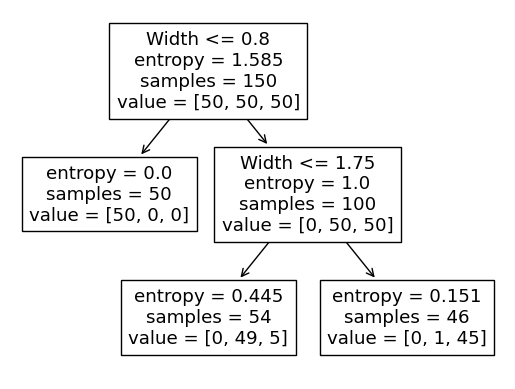 Width <= 0.8
entropy = 1.585
samples = 150
value = [50, 50, 50]
entropy = 0.0
samples = 50
value = [50, 0, 0]
Width <= 1.75
entropy = 1.0
samples = 100
value = [0, 50, 50]
entropy = 0.445
samples = 54
value = [0, 49, 5]
entropy = 0.151
samples = 46
value = [0, 1, 45]